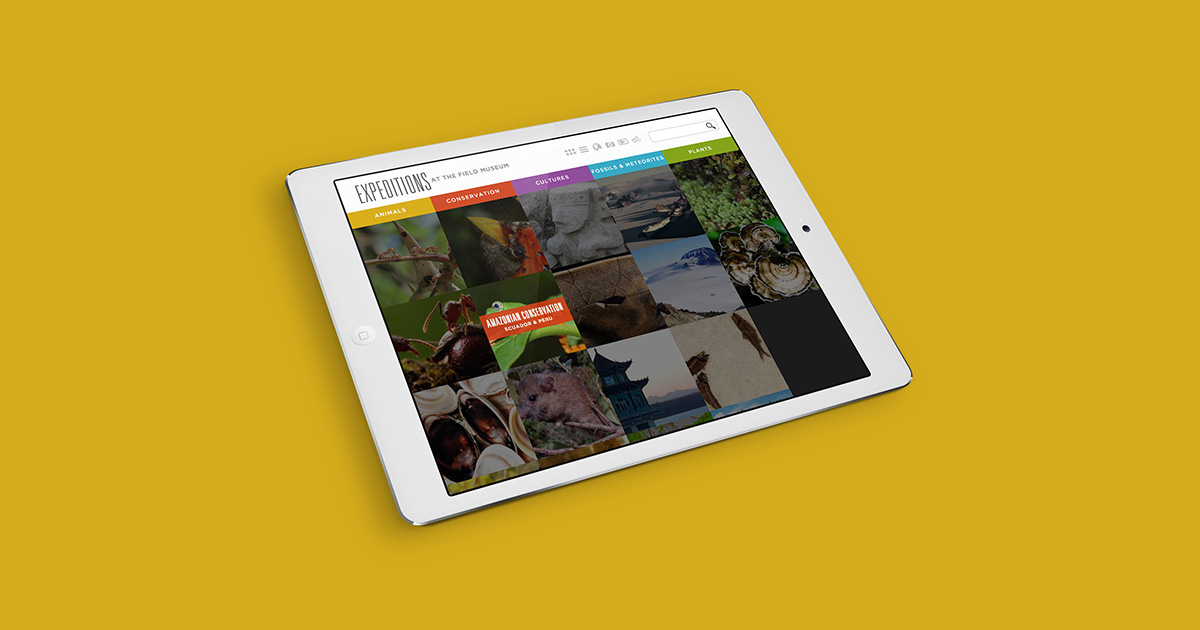 EXPEDITIONS AT THE FIELD MUSEUM
ANIMALS
CONSERVATION
CULTURES
FOSSILS & METEORITES
PLANTS
AMAZONIAN CONSERVATION
ECUADOR & PERU